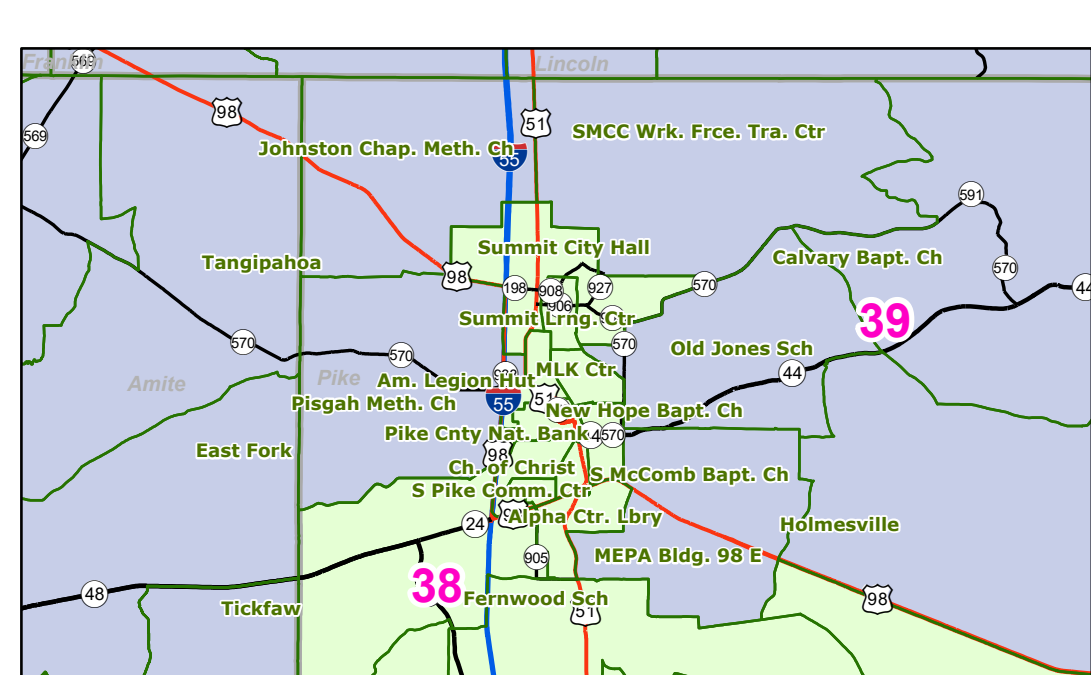 Franklin
569
Lincoln
98
51
SMCC Wrk. Frce. Tra. Ctr
569
Johnston Chap. Meth. Ch
55
591
Summit City Hall
Calvary Bapt. Ch
Tangipahoa
570
98
198
908
927
570
44
906
39
Summit Lrng. Ctr
570
570
570
Old Jones Sch
MLK Ctr
44
Pike
Am. Legion Hut
Amite
Pisgah Meth. Ch
55
51
New Hope Bapt. Ch
Pike Cnty Nat. Bank
570
East Fork
98
Ch. of Christ
S McComb Bapt. Ch
S Pike Comm. Ctr
24
Alpha Ctr. Lbry
Holmesville
905
MEPA Bldg. 98 E
38
48
Fernwood Sch
98
Tickfaw
51